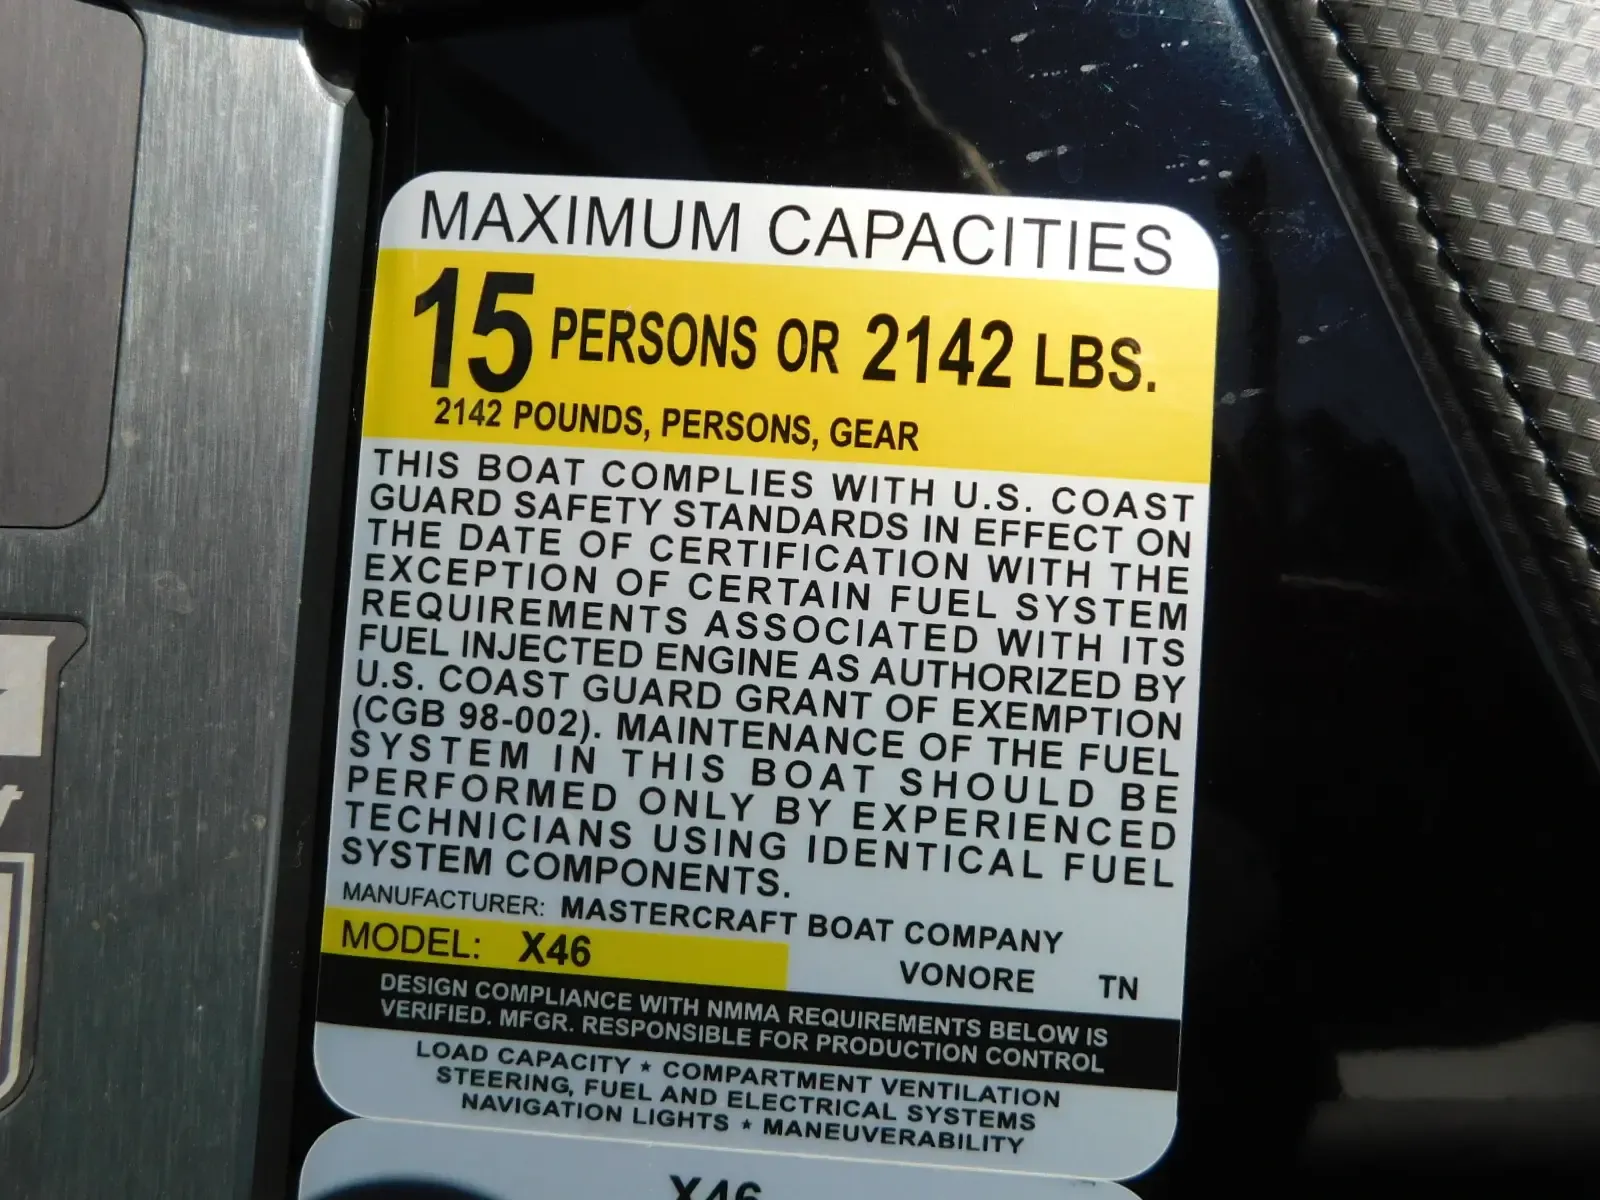 MAXIMUM CAPACITIES
15 PERSONS OR 2142 LBS.
2142 POUNDS, PERSONS, GEAR
THIS BOAT COMPLIES WITH U.S. COAST
GUARD SAFETY STANDARDS IN EFFECT ON
THE DATE OF CERTIFICATION WITH THE
EXCEPTION OF CERTAIN FUEL SYSTEM
REQUIREMENTS ASSOCIATED WITH ITS
FUEL INJECTED ENGINE AS AUTHORIZED BY
U.S. COAST GUARD GRANT OF EXEMPTION
(CGB 98-002). MAINTENANCE OF THE FUEL
SYSTEM IN THIS BOAT SHOULD BE
PERFORMED ONLY BY EXPERIENCED
TECHNICIANS USING IDENTICAL FUEL
SYSTEM COMPONENTS.
MANUFACTURER: MASTERCRAFT BOAT COMPANY
MODEL: X46 VONORE TN
DESIGN COMPLIANCE WITH NMMA REQUIREMENTS BELOW IS
VERIFIED. MFGR. RESPONSIBLE FOR PRODUCTION CONTROL
LOAD CAPACITY * COMPARTMENT VENTILATION
STEERING, FUEL AND ELECTRICAL SYSTEMS
NAVIGATION LIGHTS * MANEUVERABILITY
X46